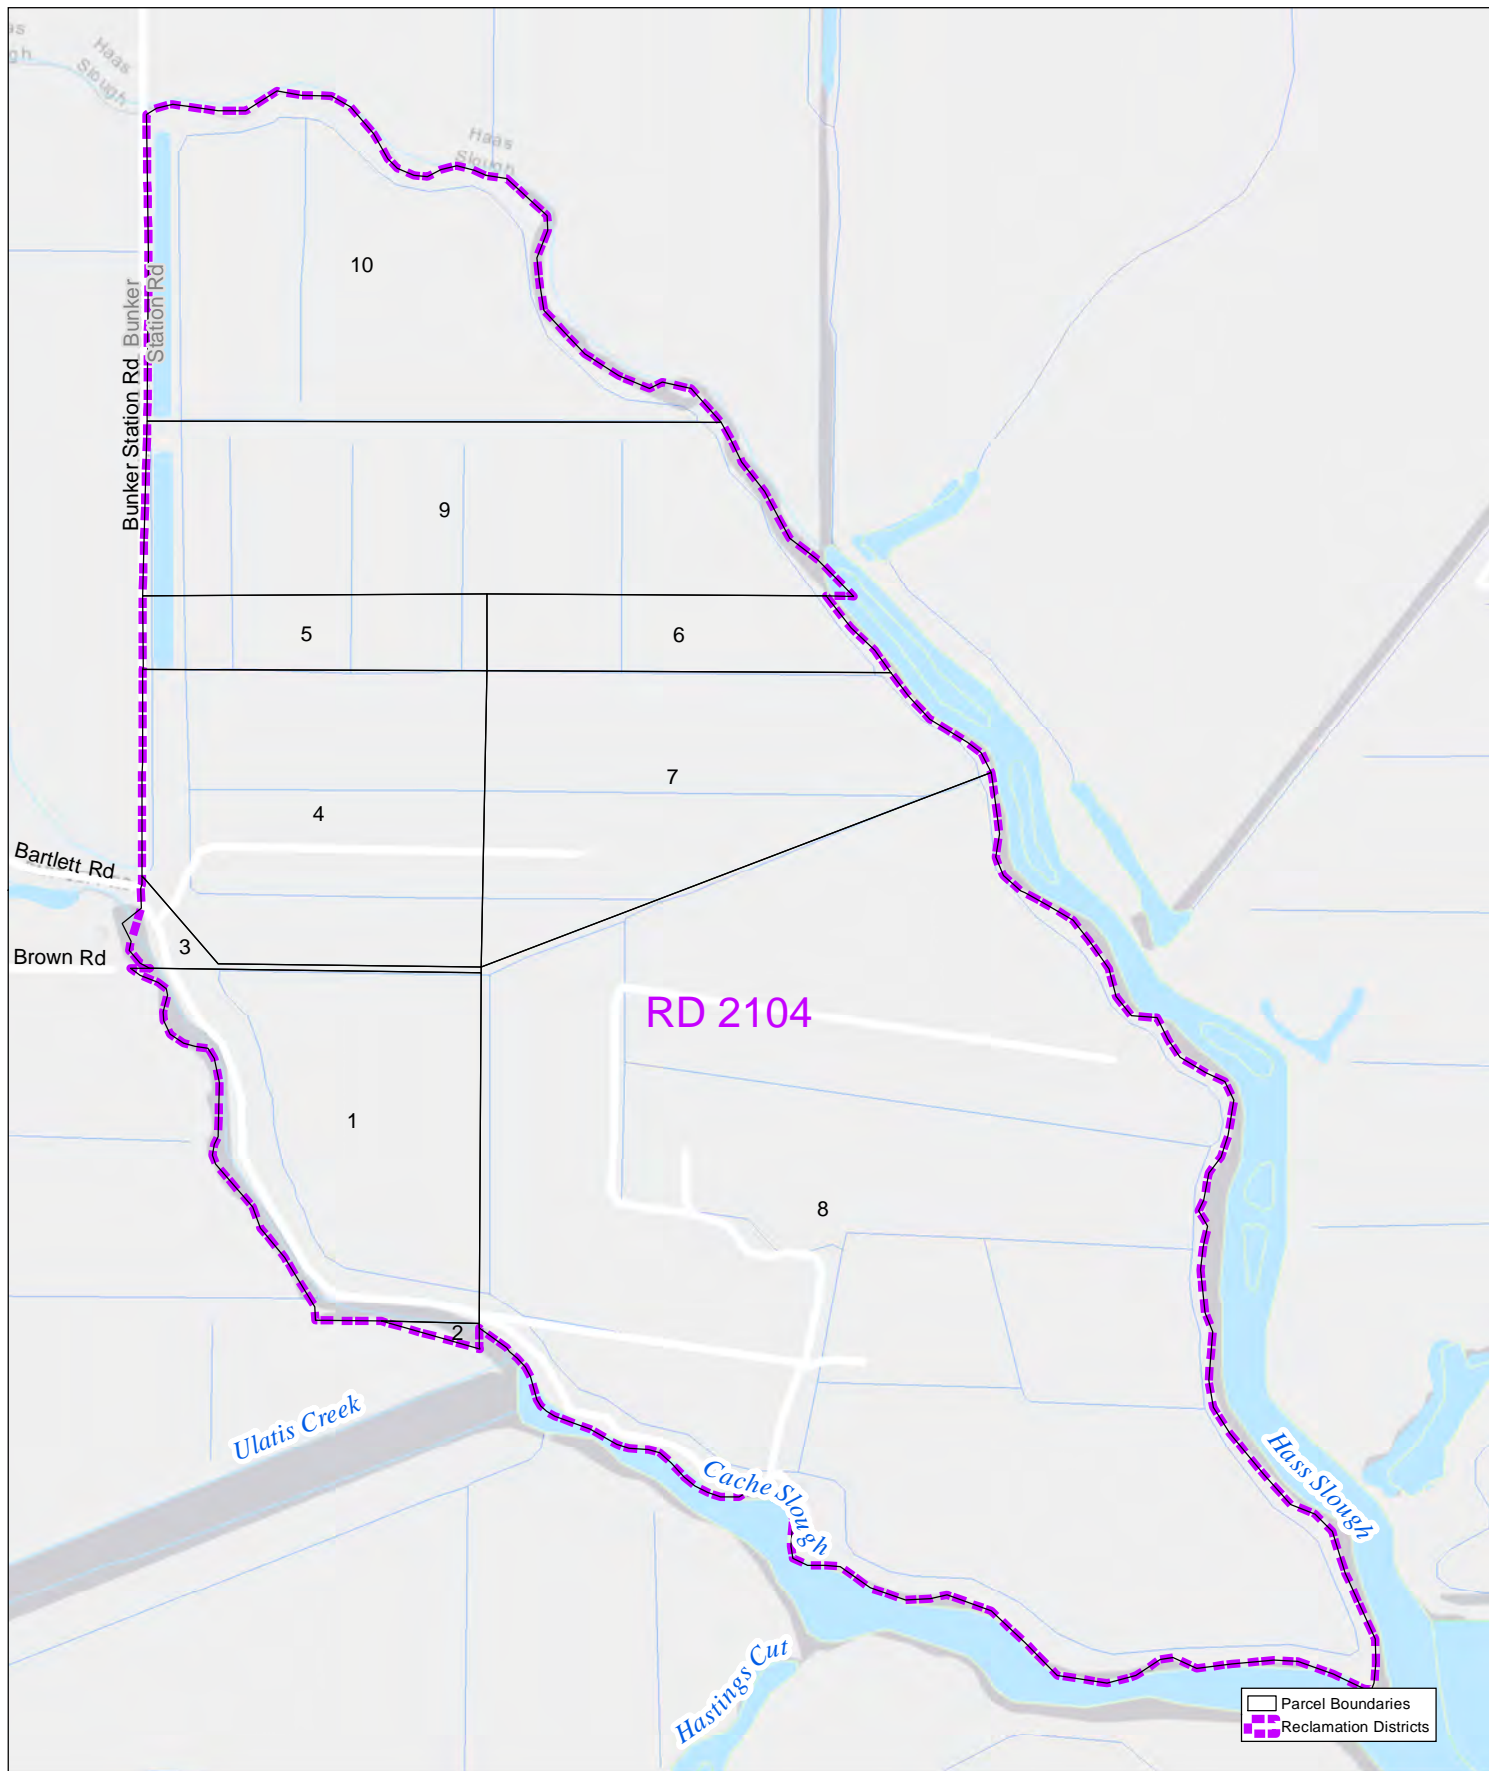 as
gh
Haas
Slough
Haas
Slough
10
Bunker
Station Rd
Bunker Station Rd
9
5
6
7
4
Bartlett Rd
3
Brown Rd
RD 2104
1
8
2
Ulatis Creek
Cache Slough
Hass Slough
Hastings Cut
Parcel Boundaries
Reclamation Districts